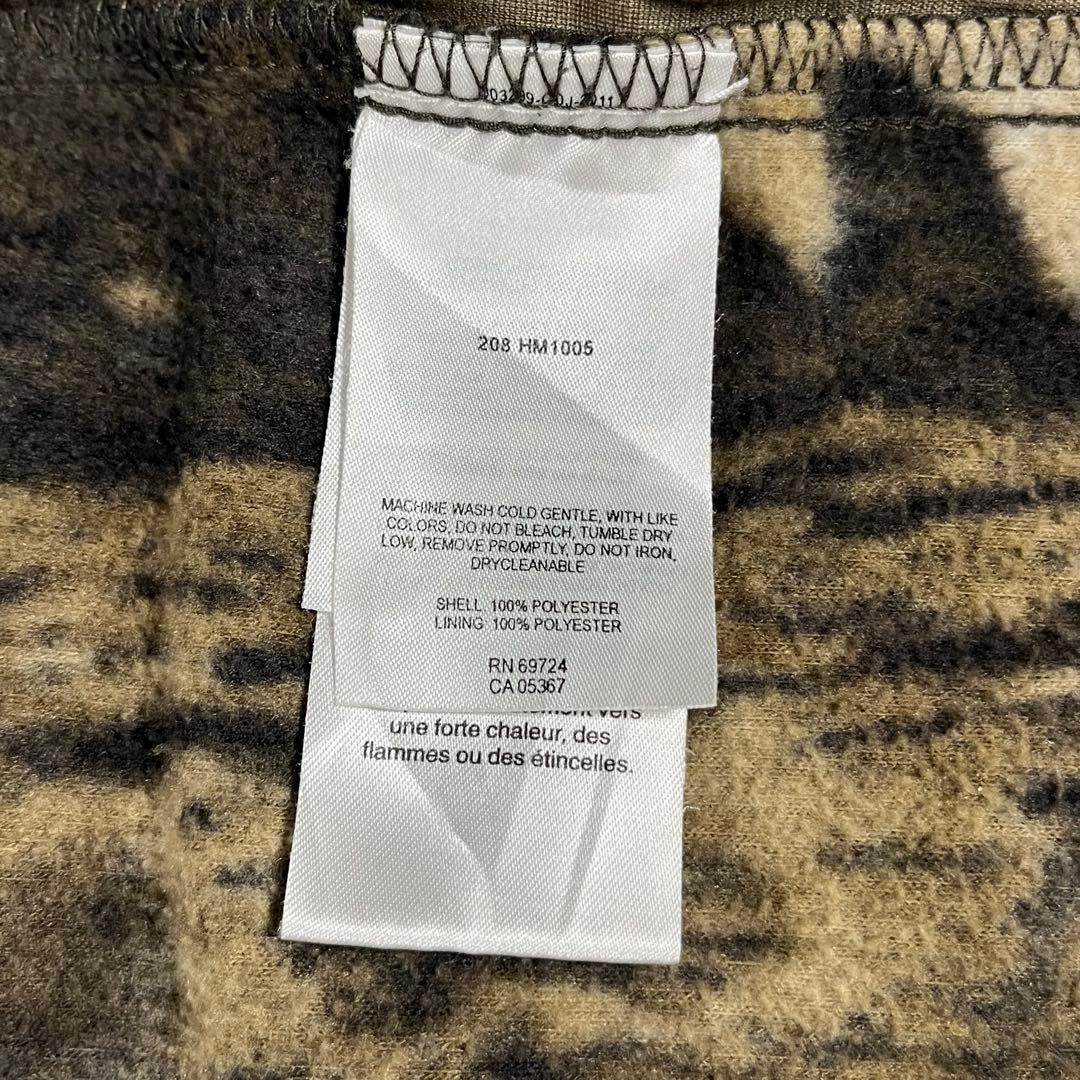 208 HM1005
MACHINE WASH COLD GENTLE, WITH LIKE
COLORS, DO NOT BLEACH, TUMBLE DRY
LOW, REMOVE PROMPTLY, DO NOT IRON,
DRYCLEANABLE
SHELL 100% POLYESTER
LINING 100% POLYESTER
RN 69724
CA 05367
vers
une forte chaleur, des
flammes ou des étincelles.